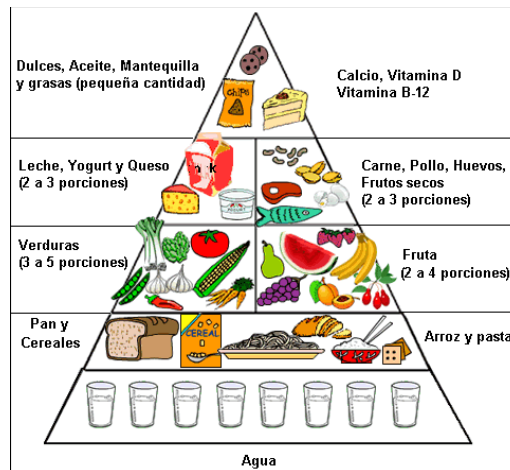 Dulces, Aceite, Mantequilla
y grasas (pequeña cantidad)
Calcio, Vitamina D
Vitamina B-12
chips
Leche, Yogurt y Queso
(2 a 3 porciones)
Carne, Pollo, Huevos,
Frutos secos
(2 a 3 porciones)
Verduras
(3 a 5 porciones)
Fruta
(2 a 4 porciones)
Pan y
Cereales
CEREAL
Arroz y pasta
Agua